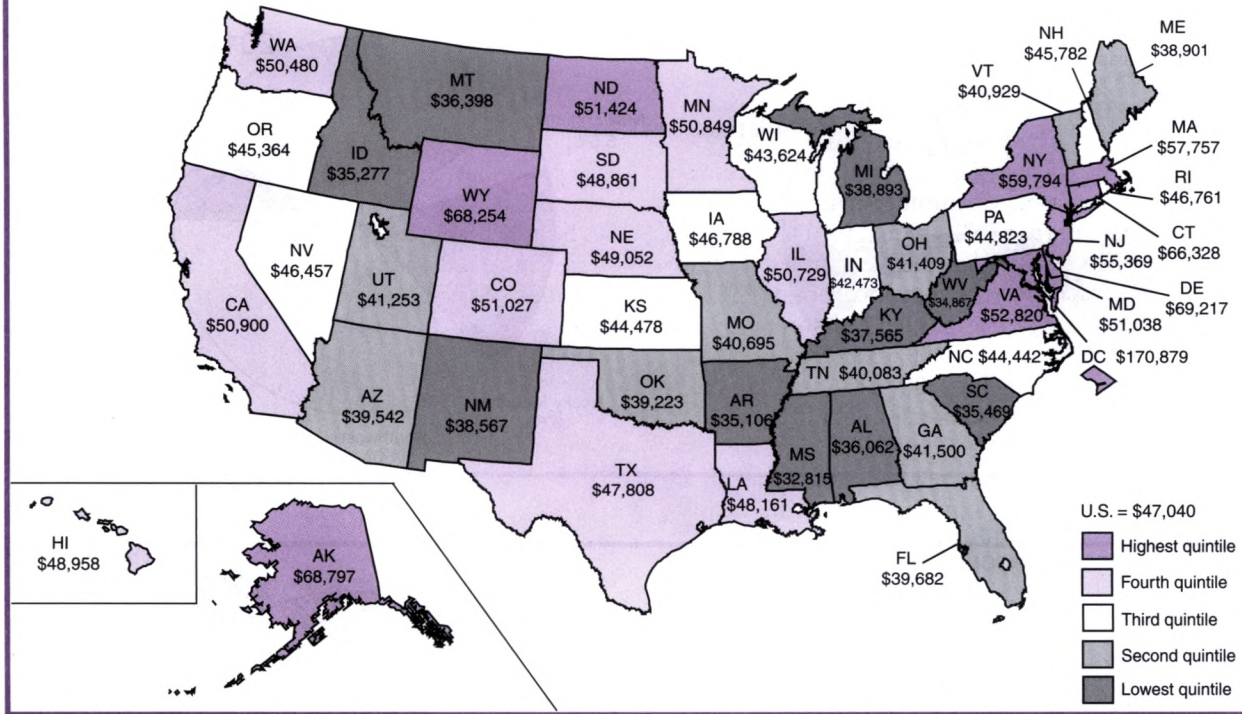 WA
$50,480
OR
$45,364
CA
$50,900
NV
$46,457
ID
$35,277
MT
$36,398
WY
$68,254
UT
$41,253
AZ
$39,542
CO
$51,027
NM
$38,567
ND
$51,424
SD
$48,861
NE
$49,052
KS
$44,478
OK
$39,223
TX
$47,808
MN
$50,849
IA
$46,788
MO
$40,695
AR
$35,106
LA
$48,161
WI
$43,624
IL
$50,729
MI
$38,893
IN
$42,473
OH
$41,409
KY
$37,565
TN $40,083
MS
$32,815
AL
$36,062
GA
$41,500
FL
$39,682
SC
$35,469
NC $44,442
VA
$52,820
WV
$34,867
PA
$44,823
NY
$59,794
VT
$40,929
NH
$45,782
ME
$38,901
MA
$57,757
RI
$46,761
CT
$66,328
NJ
$55,369
DE
$69,217
MD
$51,038
DC $170,879
HI
$48,958
AK
$68,797
U.S. = $47,040
Highest quintile
Fourth quintile
Third quintile
Second quintile
Lowest quintile